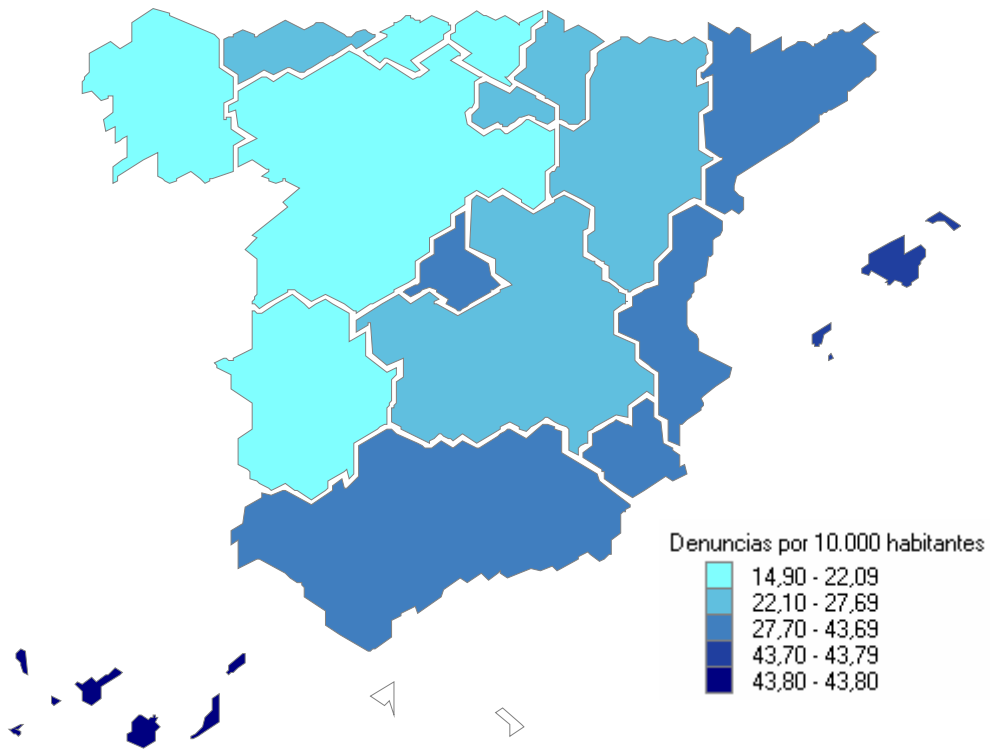 Denuncias por 10.000 habitantes
14,90 - 22,09
22,10 - 27,69
27,70 - 43,69
43,70 - 43,79
43,80 - 43,80